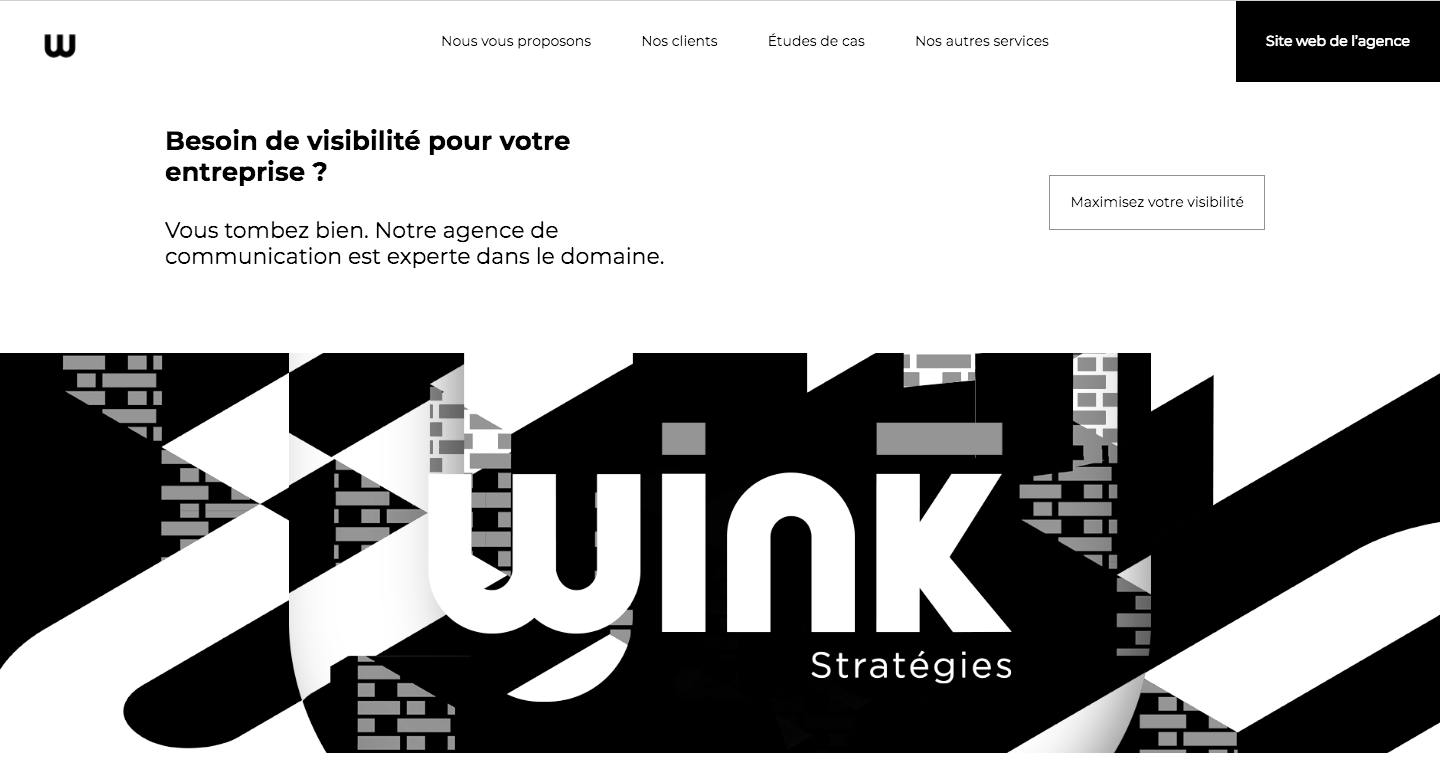 w
Nous vous proposons
Nos clients
Études de cas
Nos autres services
Site web de l'agence
Besoin de visibilité pour votre
entreprise ?
Maximisez votre visibilité
Vous tombez bien. Notre agence de
communication est experte dans le domaine.
wink
Stratégies